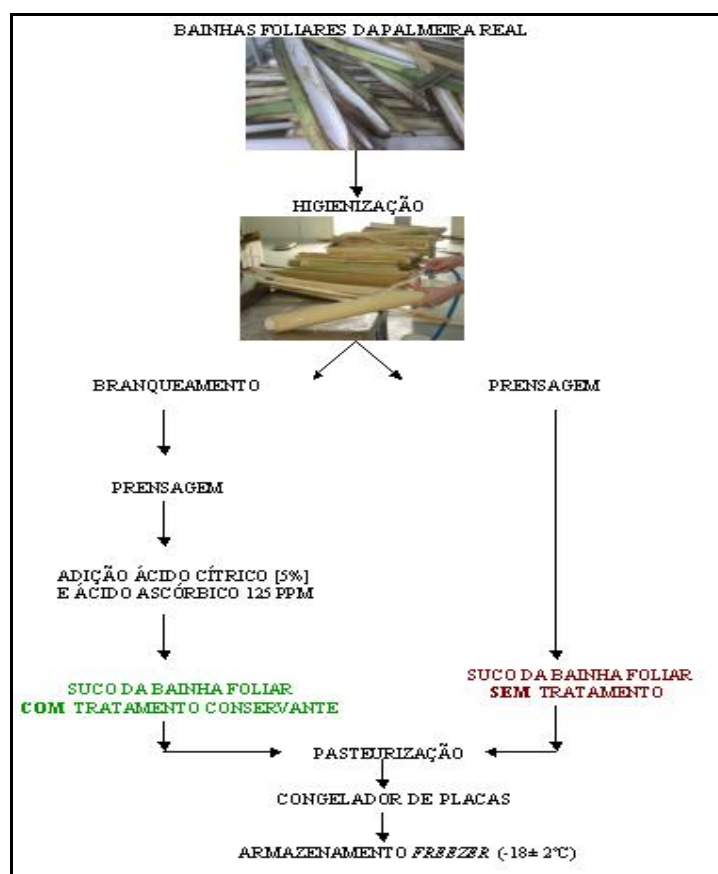 BAINHAS FOLIARES DA PALMEIRA REAL
HIGIENIZAÇÃO
BRANQUEAMENTO
PRENSAGEM
PRENSAGEM
ADIÇÃO ÁCIDO CÍTRICO [5%]
E ÁCIDO ASCÓRBICO 125 PPM
SUCO DA BAINHA FOLIAR
COM TRATAMENTO CONSERVANTE
SUCO DA BAINHA FOLIAR
SEM TRATAMENTO
PASTEURIZAÇÃO
CONGELADOR DE PLACAS
ARMAZENAMENTO FREEZER (-18± 2ºC)